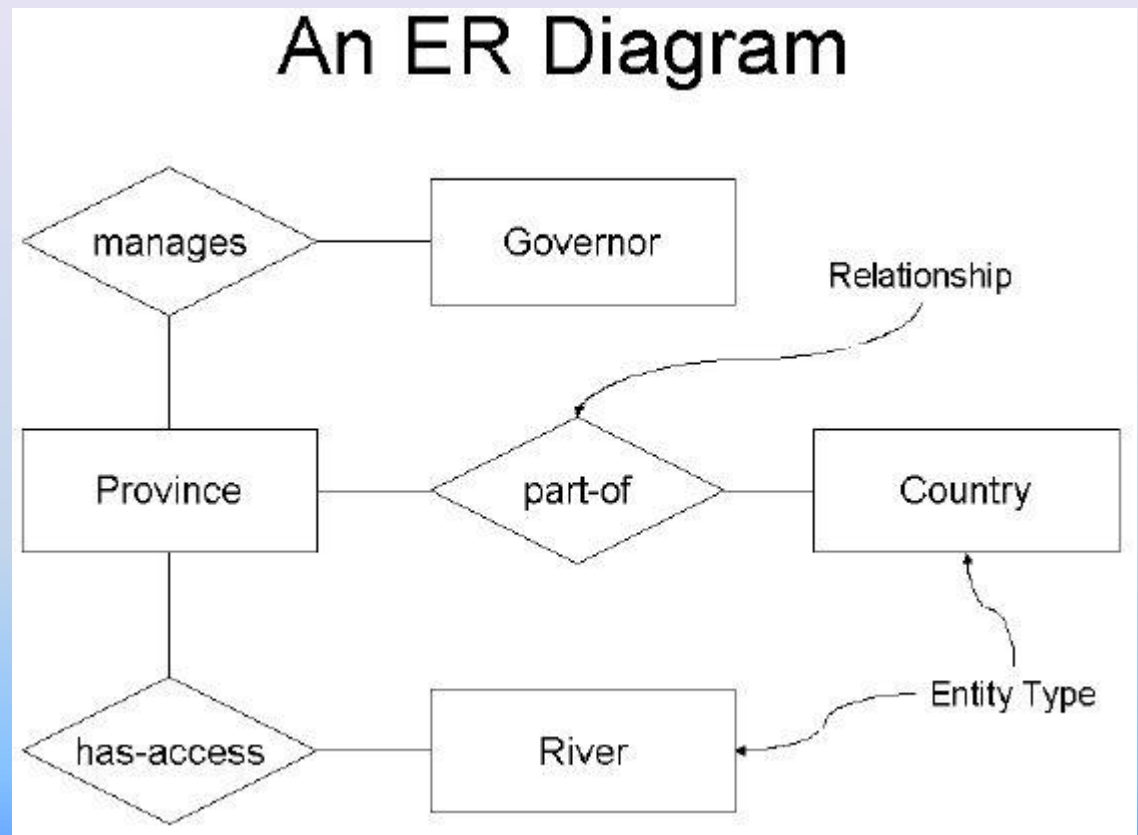 An ER Diagram
manages
Governor
Relationship
Province
part-of
Country
Entity Type
has-access
River